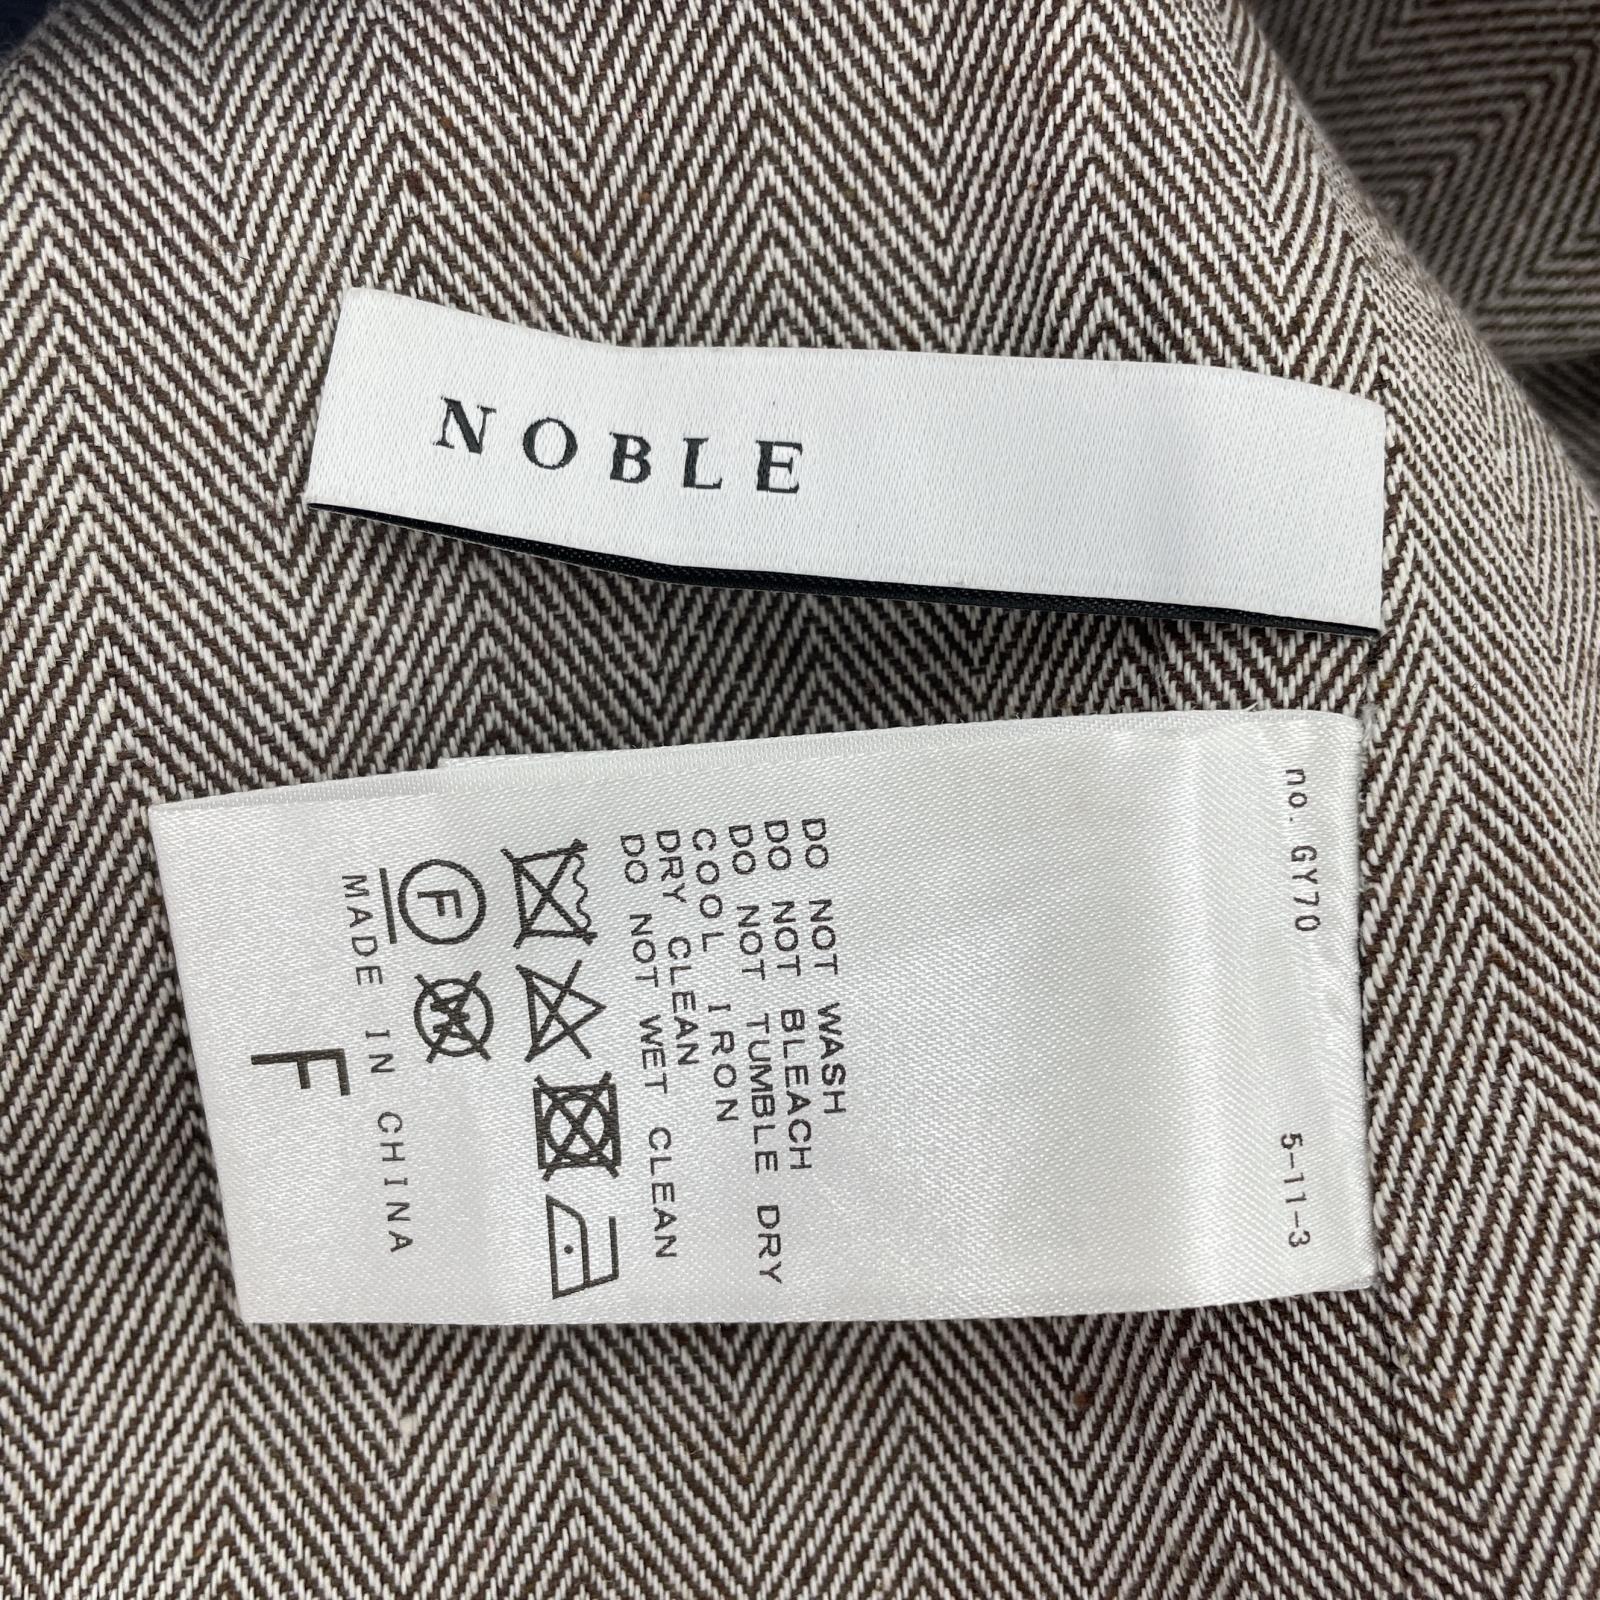 NOBLE
no. GY70 5-11-3
DO NOT WASH
DO NOT BLEACH
DO NOT TUMBLE DRY
COOL IRON
DRY CLEAN
DO NOT WET CLEAN
F W
MADE IN CHINA
F